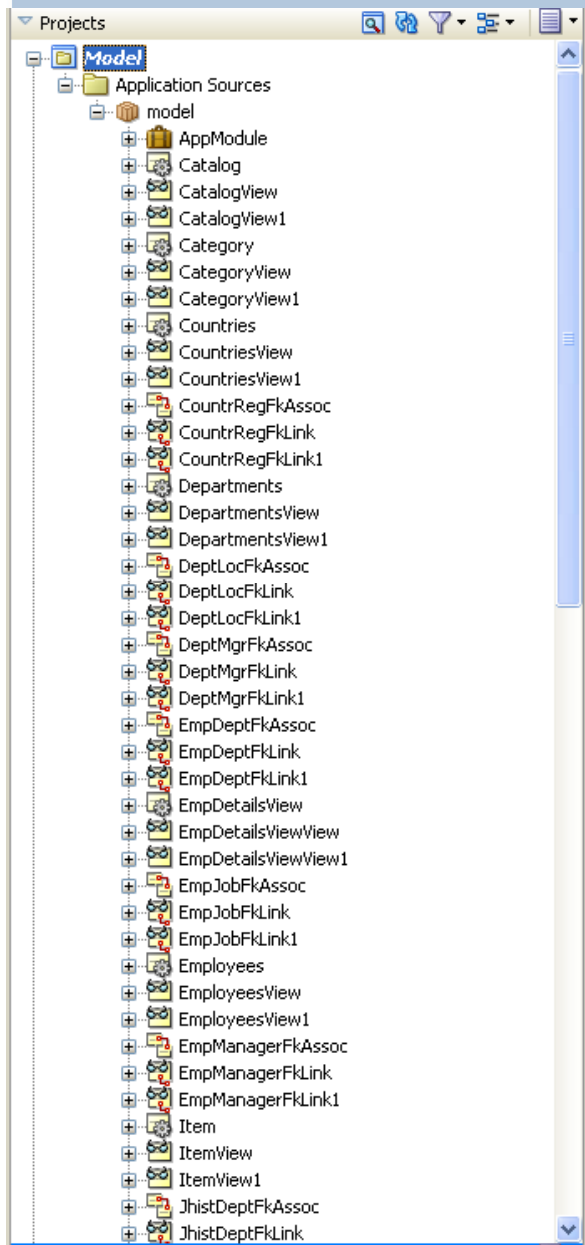 Projects
Model
Application Sources
model
AppModule
Catalog
CatalogView
CatalogView1
Category
CategoryView
CategoryView1
Countries
CountriesView
CountriesView1
CountrRegFkAssoc
CountrRegFkLink
CountrRegFkLink1
Departments
DepartmentsView
DepartmentsView1
DeptLocFkAssoc
DeptLocFkLink
DeptLocFkLink1
DeptMgrFkAssoc
DeptMgrFkLink
DeptMgrFkLink1
EmpDeptFkAssoc
EmpDeptFkLink
EmpDeptFkLink1
EmpDetailsView
EmpDetailsViewView
EmpDetailsViewView1
EmpJobFkAssoc
EmpJobFkLink
EmpJobFkLink1
Employees
EmployeesView
EmployeesView1
EmpManagerFkAssoc
EmpManagerFkLink
EmpManagerFkLink1
Item
ItemView
ItemView1
JhistDeptFkAssoc
JhistDeptFkLink